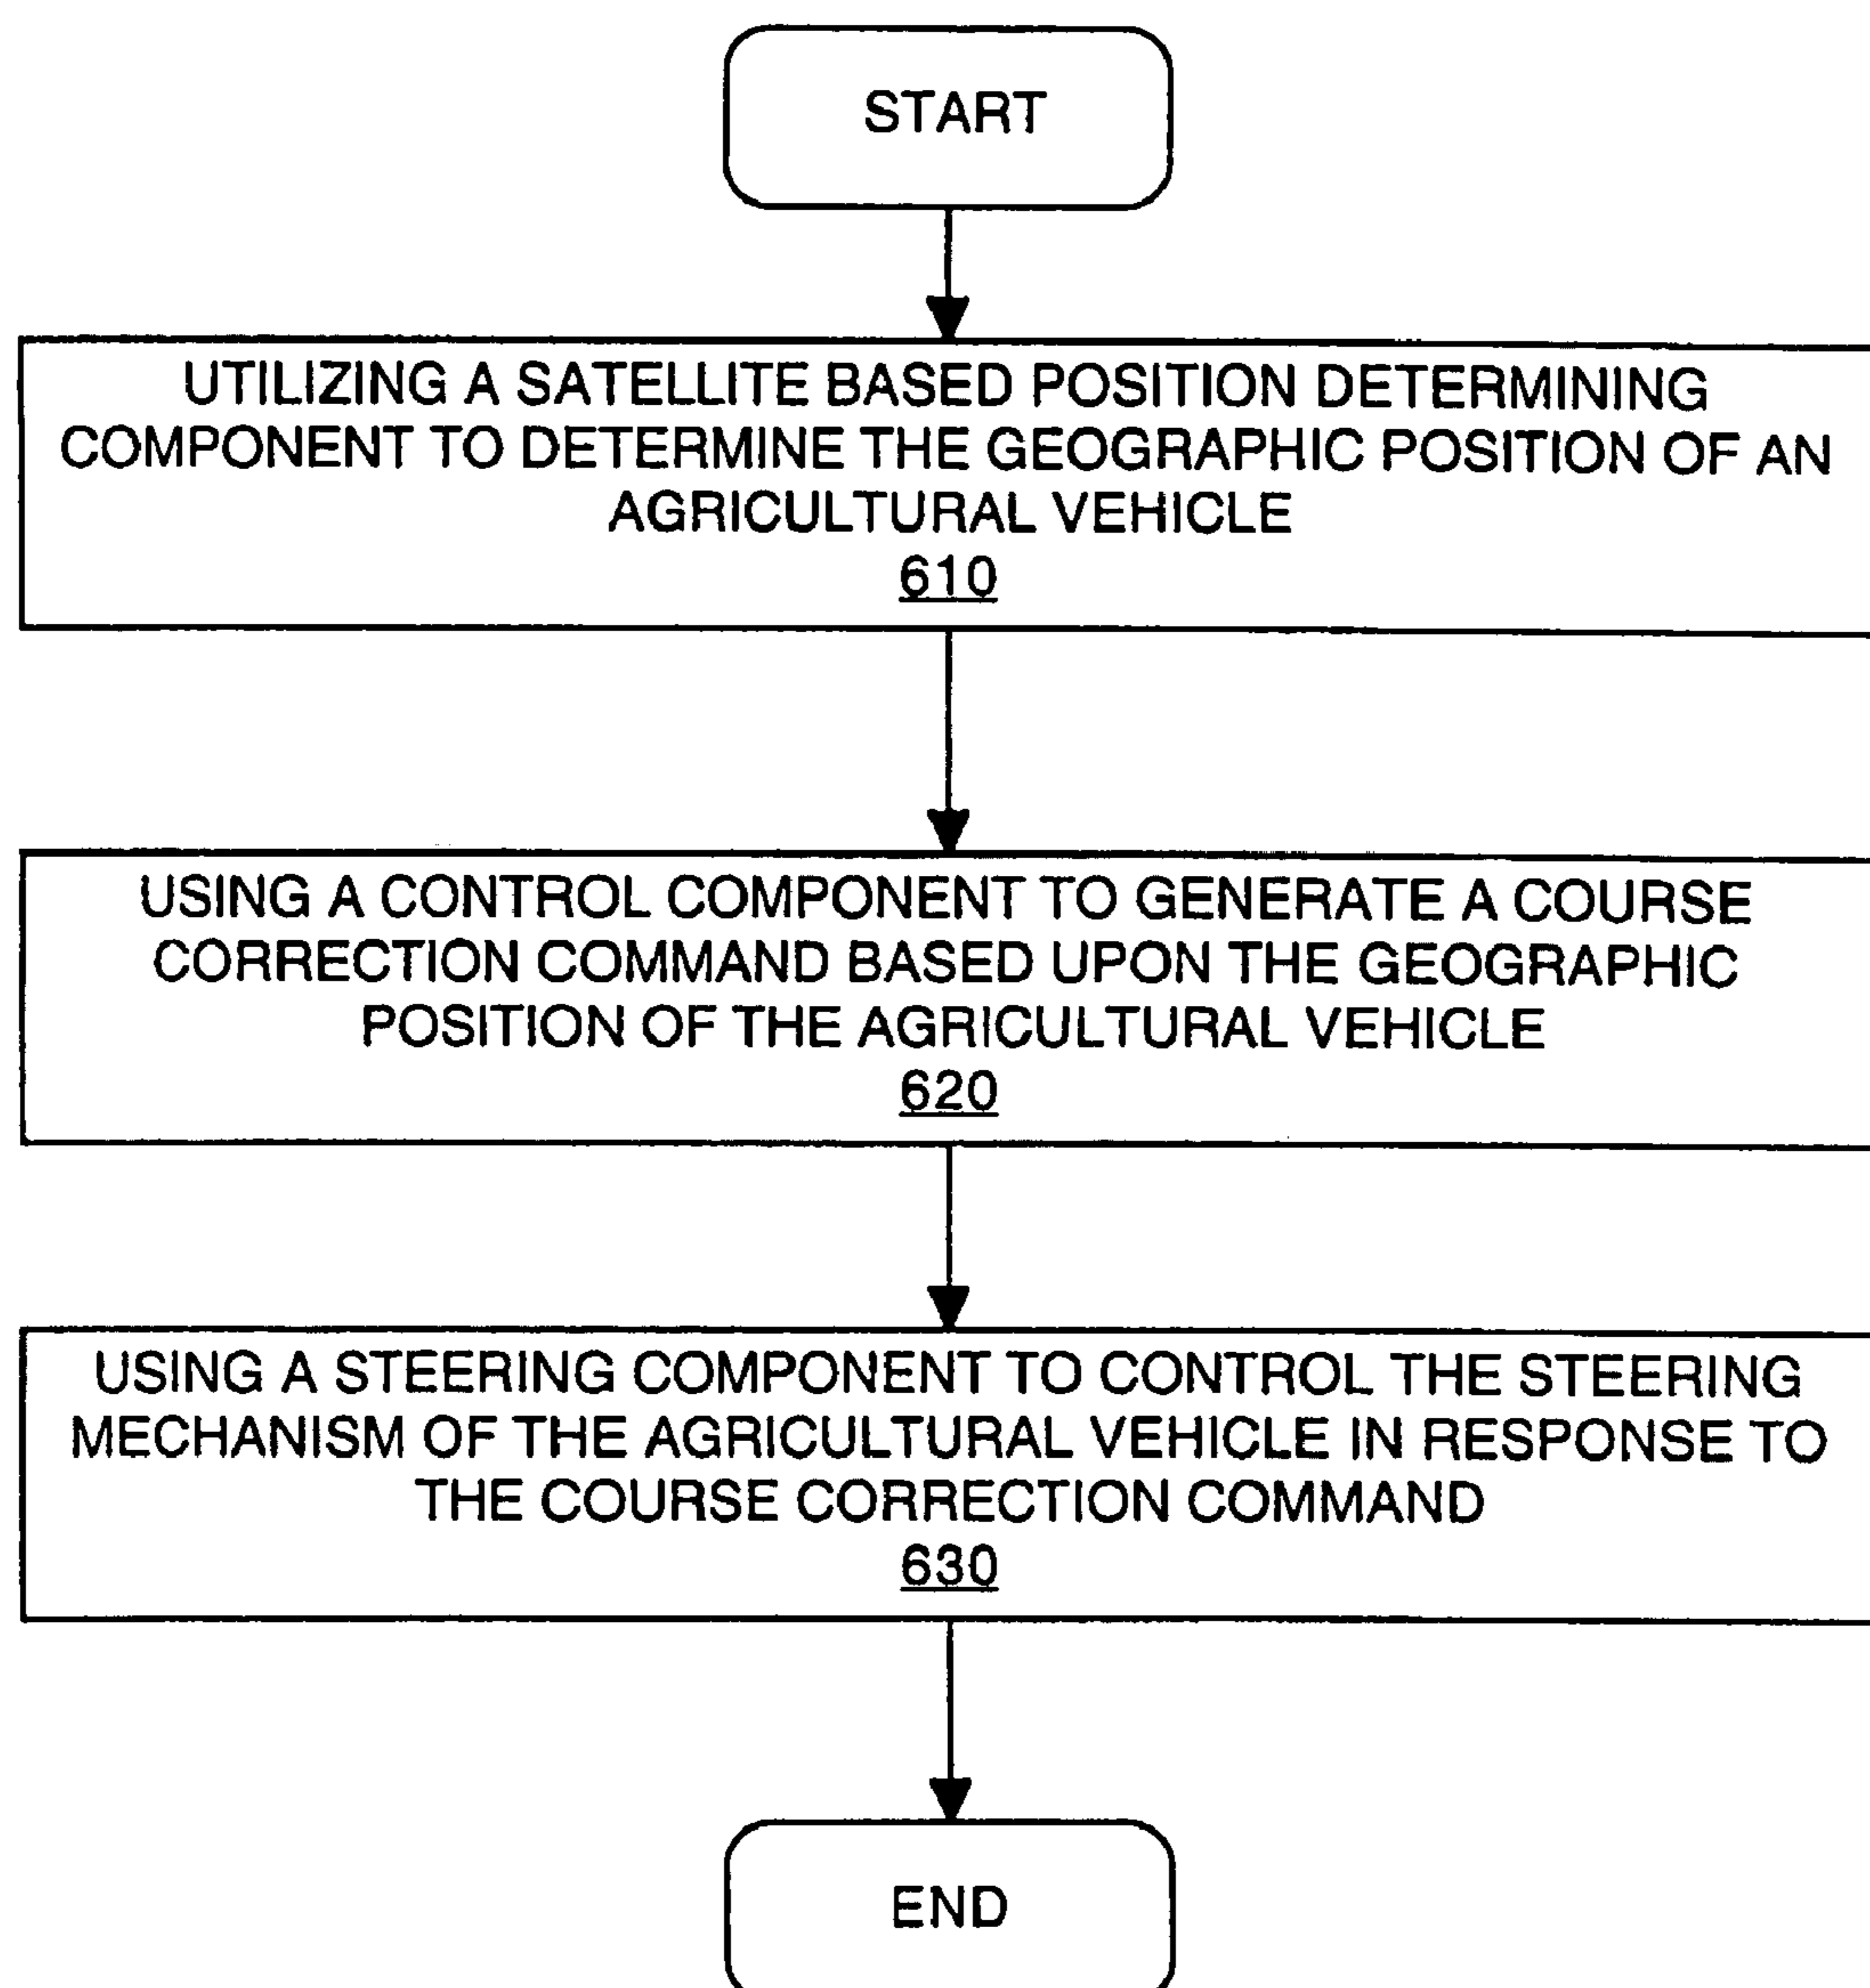 START
UTILIZING A SATELLITE BASED POSITION DETERMINING
COMPONENT TO DETERMINE THE GEOGRAPHIC POSITION OF AN
AGRICULTURAL VEHICLE
610
USING A CONTROL COMPONENT TO GENERATE A COURSE
CORRECTION COMMAND BASED UPON THE GEOGRAPHIC
POSITION OF THE AGRICULTURAL VEHICLE
620
USING A STEERING COMPONENT TO CONTROL THE STEERING
MECHANISM OF THE AGRICULTURAL VEHICLE IN RESPONSE TO
THE COURSE CORRECTION COMMAND
630
END